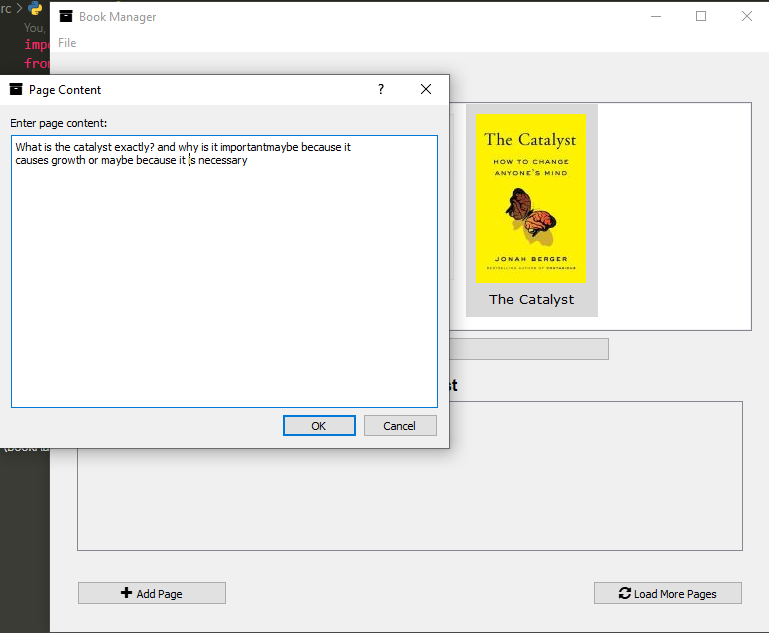 rc >
Book Manager
You,
File
impo
from
Page Content
?
Enter page content:
What is the catalyst exactly? and why is it importantmaybe because it
causes growth or maybe because it is necessary
The Catalyst
HOW TO CHANGE
ANYONE'S MIND
JONAH BERGER
BESTSELLING AUTHOR OF CONTAGIOUS
The Catalyst
st
OK
Cancel
Add Page
Load More Pages